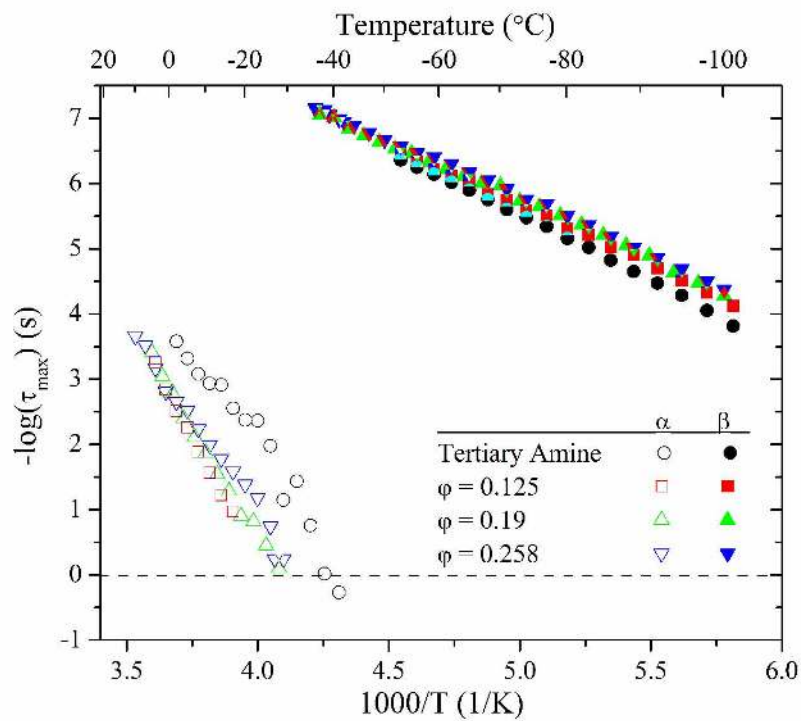 Temperature (°C)
20 0 -20 -40 -60 -80 -100
7
6
5
4
3
2
1
0
-1
-log(τmax) (s)
α β
Tertiary Amine
φ = 0.125
φ = 0.19
φ = 0.258
3.5 4.0 4.5 5.0 5.5 6.0
1000/T (1/K)